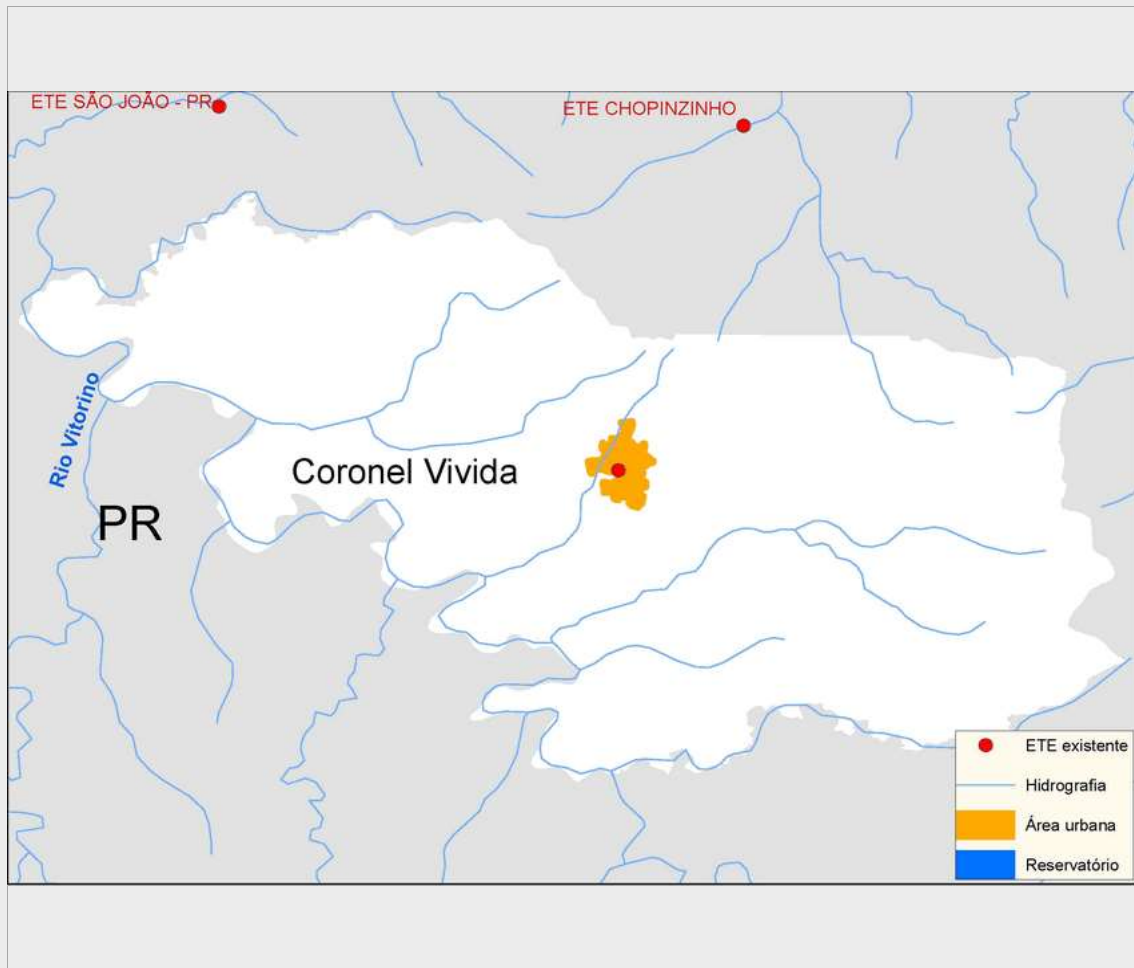 ETE SÃO JOÃO - PR
ETE CHOPINZINHO
Rio Vitorino
Coronel Vivida
PR
ETE existente
Hidrografia
Área urbana
Reservatório